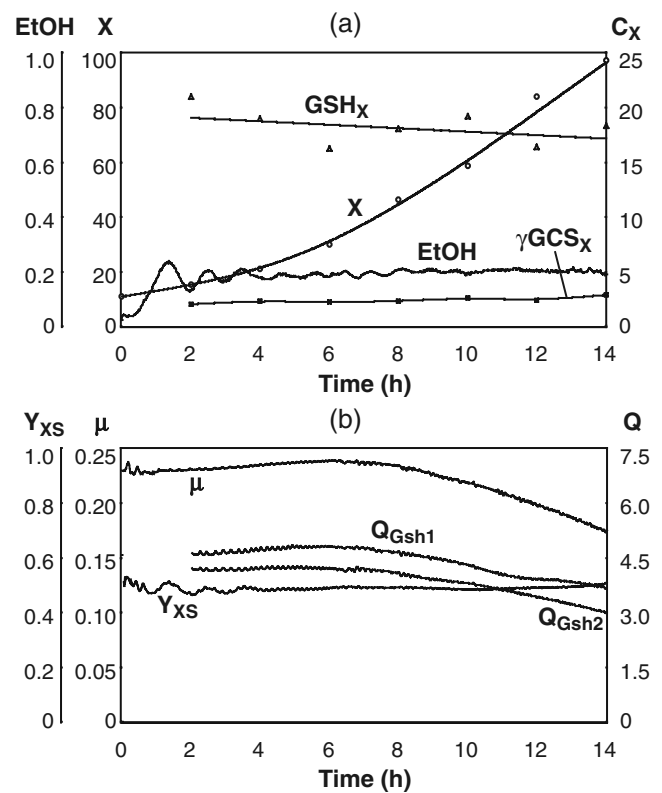 (a)
EtOH X C_X
1.0 100 25
0.8 80 20
0.6 60 15
0.4 40 10
0.2 20 5
0 0 0
GSH_X
X
EtOH
γGCS_X
0 2 4 6 8 10 12 14
Time (h)
(b)
Y_XS μ Q
1.0 0.25 7.5
0.8 0.20 6.0
0.6 0.15 4.5
0.4 0.10 3.0
0.2 0.05 1.5
0 0 0
μ
Q_Gsh1
Y_XS
Q_Gsh2
0 2 4 6 8 10 12 14
Time (h)